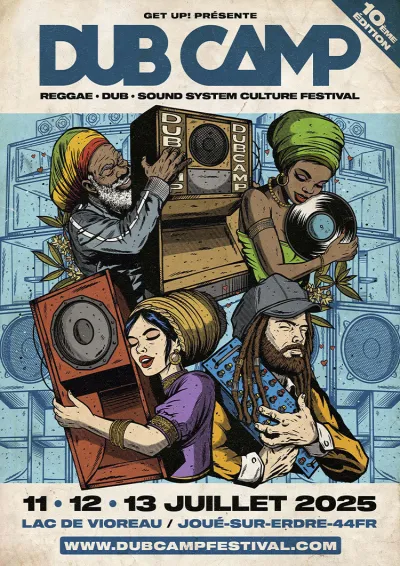 GET UP! PRÉSENTE
DUB CAMP
10ÈME
ÉDITION
REGGAE • DUB • SOUND SYSTEM CULTURE FESTIVAL
DUB
CAMP
DUBCAMP
11 • 12 • 13 JUILLET 2025
LAC DE VIOREAU / JOUÉ-SUR-ERDRE-44FR
WWW.DUBCAMPFESTIVAL.COM